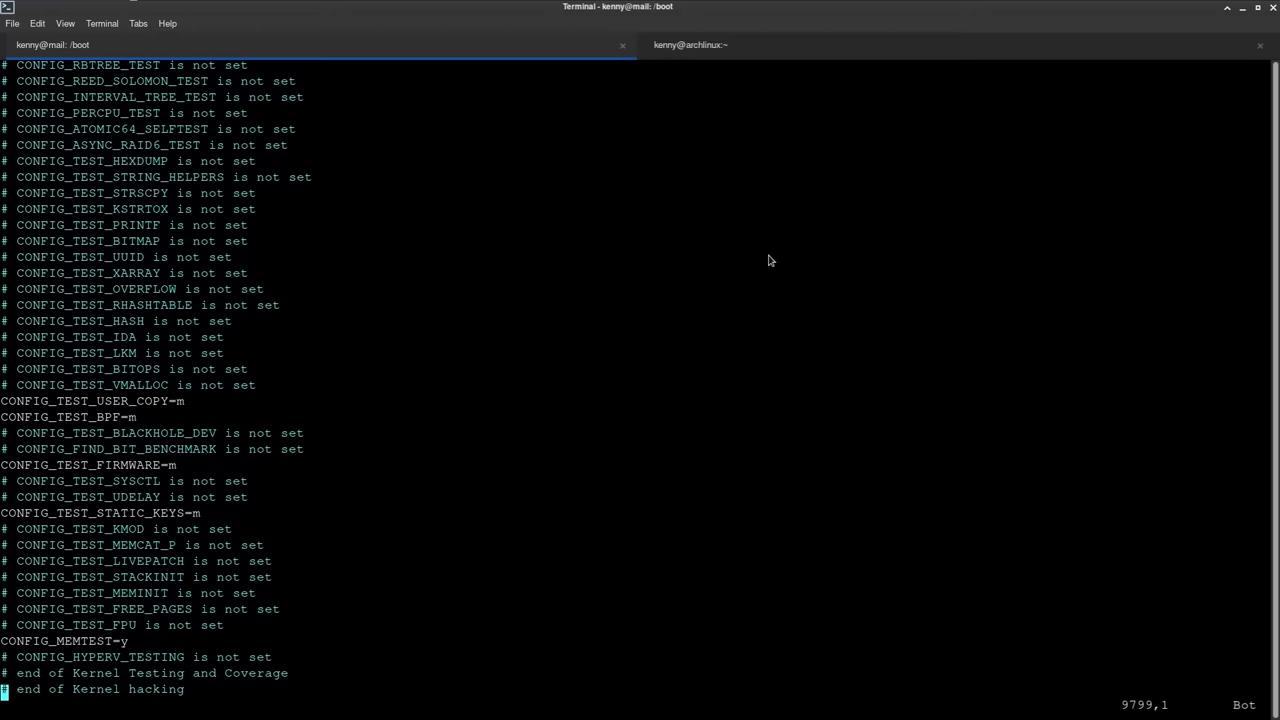 Terminal - kenny@mail: /boot
File Edit View Terminal Tabs Help
kenny@mail: /boot kenny@archlinux:~
# CONFIG_RBTREE_TEST is not set
# CONFIG_REED_SOLOMON_TEST is not set
# CONFIG_INTERVAL_TREE_TEST is not set
# CONFIG_PERCPU_TEST is not set
# CONFIG_ATOMIC64_SELFTEST is not set
# CONFIG_ASYNC_RAID6_TEST is not set
# CONFIG_TEST_HEXDUMP is not set
# CONFIG_TEST_STRING_HELPERS is not set
# CONFIG_TEST_STRSCPY is not set
# CONFIG_TEST_KSTRTOX is not set
# CONFIG_TEST_PRINTF is not set
# CONFIG_TEST_BITMAP is not set
# CONFIG_TEST_UUID is not set
# CONFIG_TEST_XARRAY is not set
# CONFIG_TEST_OVERFLOW is not set
# CONFIG_TEST_RHASHTABLE is not set
# CONFIG_TEST_HASH is not set
# CONFIG_TEST_IDA is not set
# CONFIG_TEST_LKM is not set
# CONFIG_TEST_BITOPS is not set
# CONFIG_TEST_VMALLOC is not set
CONFIG_TEST_USER_COPY=m
CONFIG_TEST_BPF=m
# CONFIG_TEST_BLACKHOLE_DEV is not set
# CONFIG_FIND_BIT_BENCHMARK is not set
CONFIG_TEST_FIRMWARE=m
# CONFIG_TEST_SYSCTL is not set
# CONFIG_TEST_UDELAY is not set
CONFIG_TEST_STATIC_KEYS=m
# CONFIG_TEST_KMOD is not set
# CONFIG_TEST_MEMCAT_P is not set
# CONFIG_TEST_LIVEPATCH is not set
# CONFIG_TEST_STACKINIT is not set
# CONFIG_TEST_MEMINIT is not set
# CONFIG_TEST_FREE_PAGES is not set
# CONFIG_TEST_FPU is not set
CONFIG_MEMTEST=y
# CONFIG_HYPERV_TESTING is not set
# end of Kernel Testing and Coverage
# end of Kernel hacking
9799,1 Bot